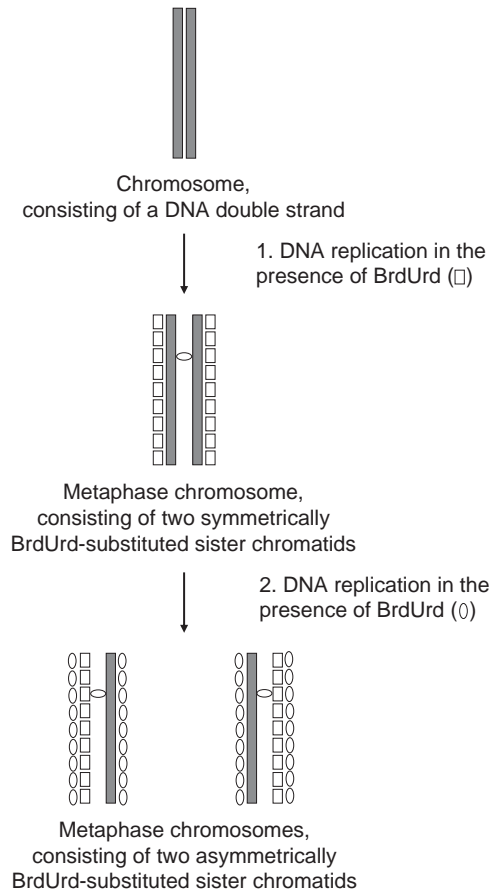 Chromosome,
consisting of a DNA double strand
1. DNA replication in the
presence of BrdUrd (▯)
Metaphase chromosome,
consisting of two symmetrically
BrdUrd-substituted sister chromatids
2. DNA replication in the
presence of BrdUrd (⬯)
Metaphase chromosomes,
consisting of two asymmetrically
BrdUrd-substituted sister chromatids